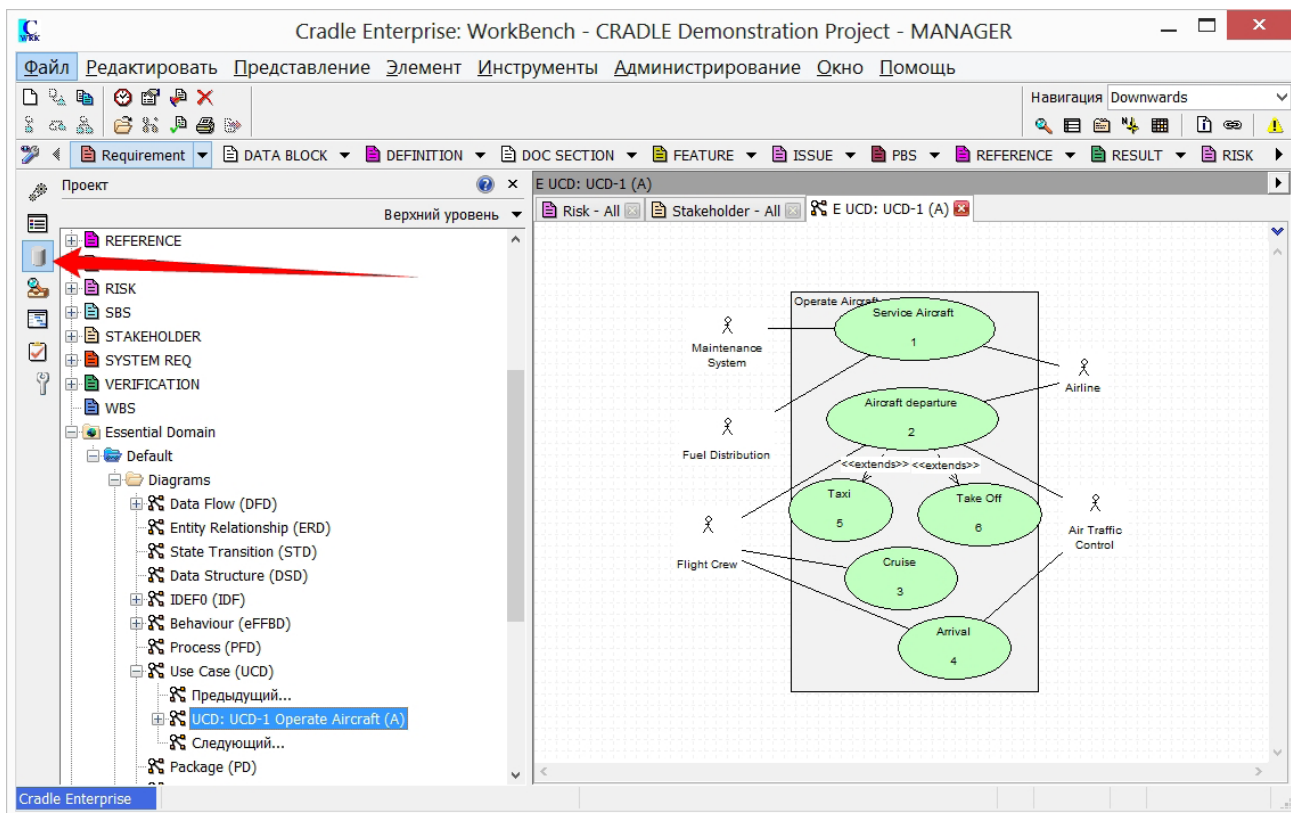 C
WRK
Cradle Enterprise: WorkBench - CRADLE Demonstration Project - MANAGER
Файл Редактировать Представление Элемент Инструменты Администрирование Окно Помощь
Навигация Downwards
Requirement DATA BLOCK DEFINITION DOC SECTION FEATURE ISSUE PBS REFERENCE RESULT RISK
Проект
Верхний уровень
REFERENCE
RISK
SBS
STAKEHOLDER
SYSTEM REQ
VERIFICATION
WBS
Essential Domain
Default
Diagrams
Data Flow (DFD)
Entity Relationship (ERD)
State Transition (STD)
Data Structure (DSD)
IDEF0 (IDF)
Behaviour (eFFBD)
Process (PFD)
Use Case (UCD)
Предыдущий...
UCD: UCD-1 Operate Aircraft (A)
Следующий...
Package (PD)
E UCD: UCD-1 (A)
Risk - All Stakeholder - All E UCD: UCD-1 (A)
Operate Aircraft
Service Aircraft
1
Maintenance
System
Airline
Aircraft departure
2
Fuel Distribution
<<extends>> <<extends>>
Taxi
5
Take Off
6
Air Traffic
Control
Flight Crew
Cruise
3
Arrival
4
Cradle Enterprise